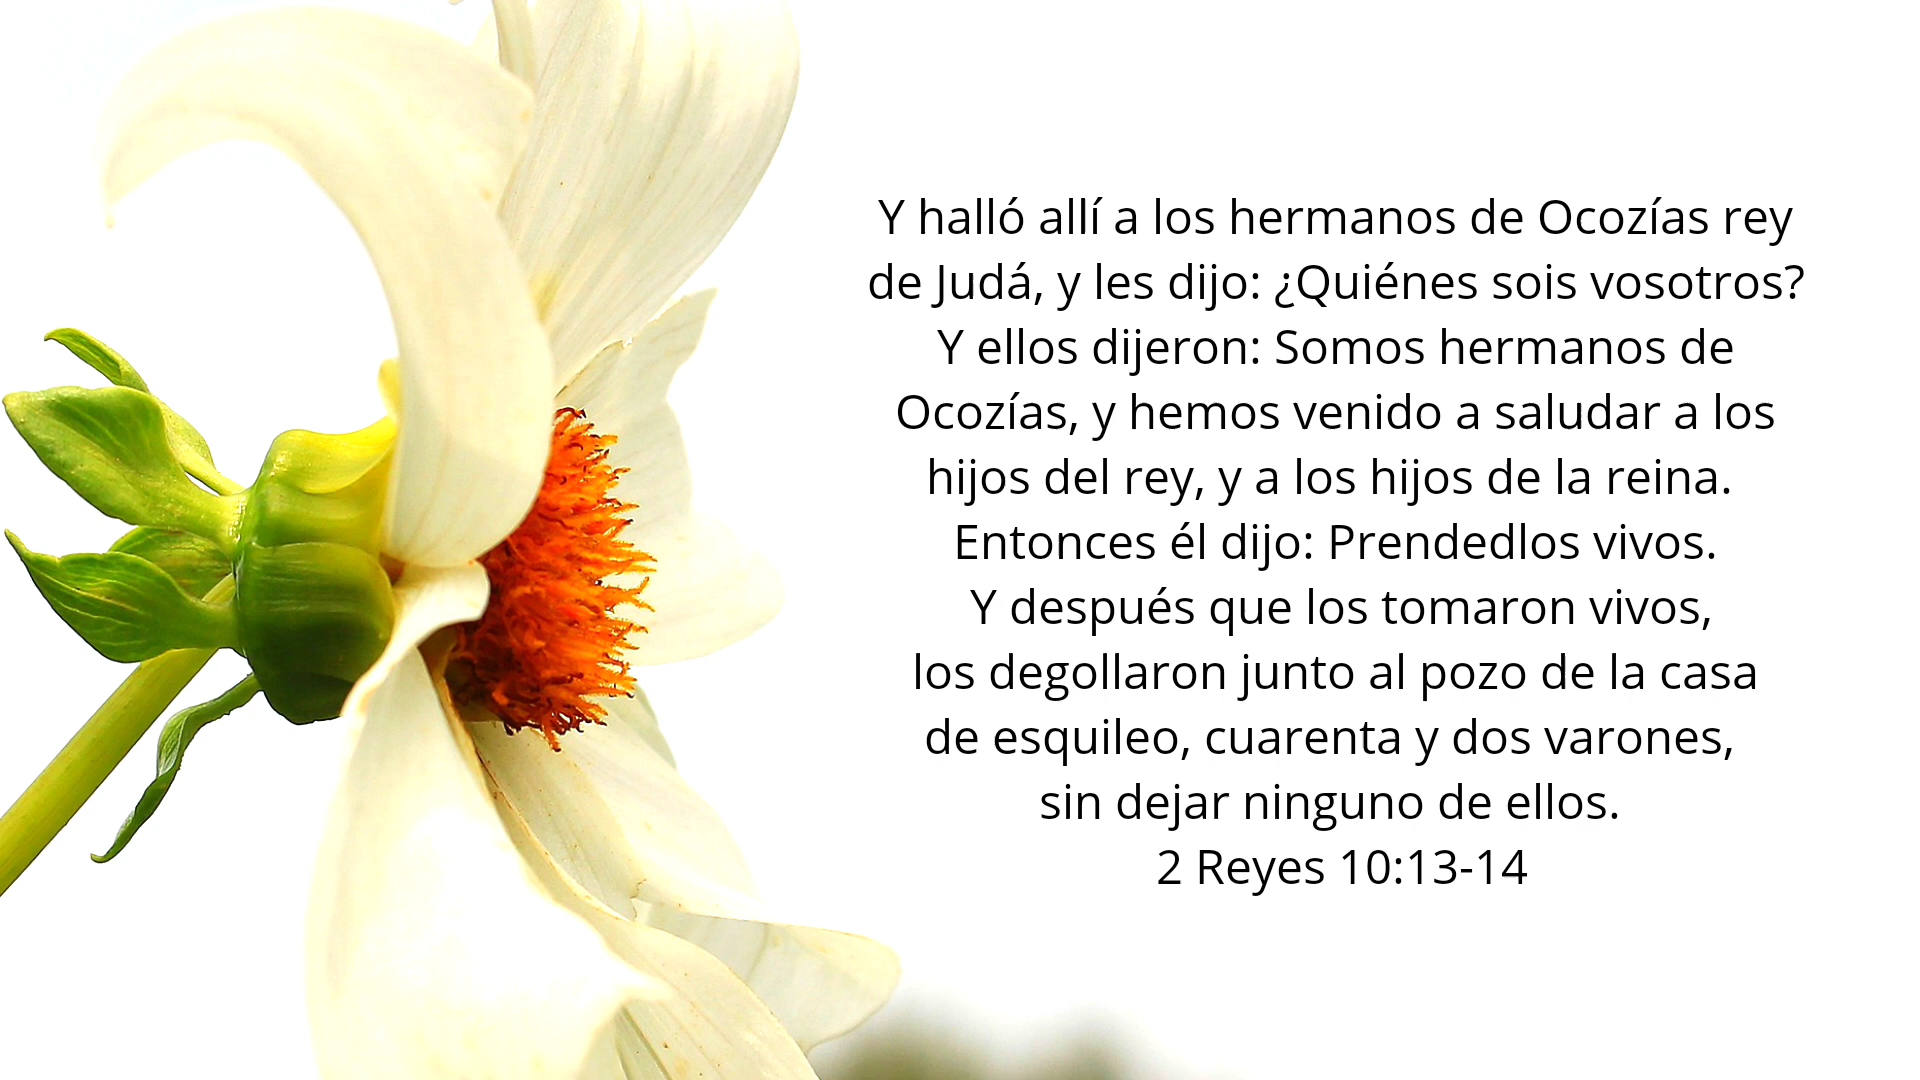 Y halló allí a los hermanos de Ocozías rey
de Judá, y les dijo: ¿Quiénes sois vosotros?
Y ellos dijeron: Somos hermanos de
Ocozías, y hemos venido a saludar a los
hijos del rey, y a los hijos de la reina.
Entonces él dijo: Prendedlos vivos.
Y después que los tomaron vivos,
los degollaron junto al pozo de la casa
de esquileo, cuarenta y dos varones,
sin dejar ninguno de ellos.
2 Reyes 10:13-14